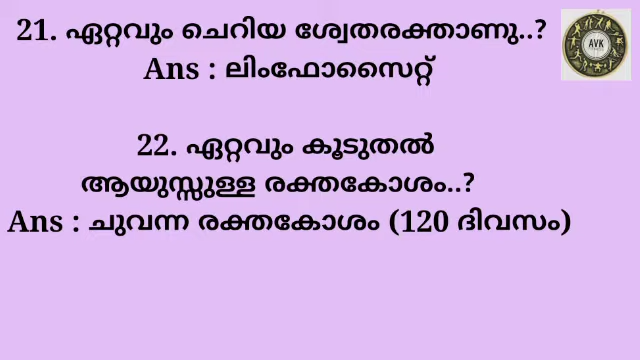 21. ഏറ്റവും ചെറിയ ശ്വേതരക്താണു..?
Ans : ലിംഫോസൈറ്റ്
AVK
22. ഏറ്റവും കൂടുതൽ
ആയുസ്സുള്ള രക്തകോശം..?
Ans : ചുവന്ന രക്തകോശം (120 ദിവസം)